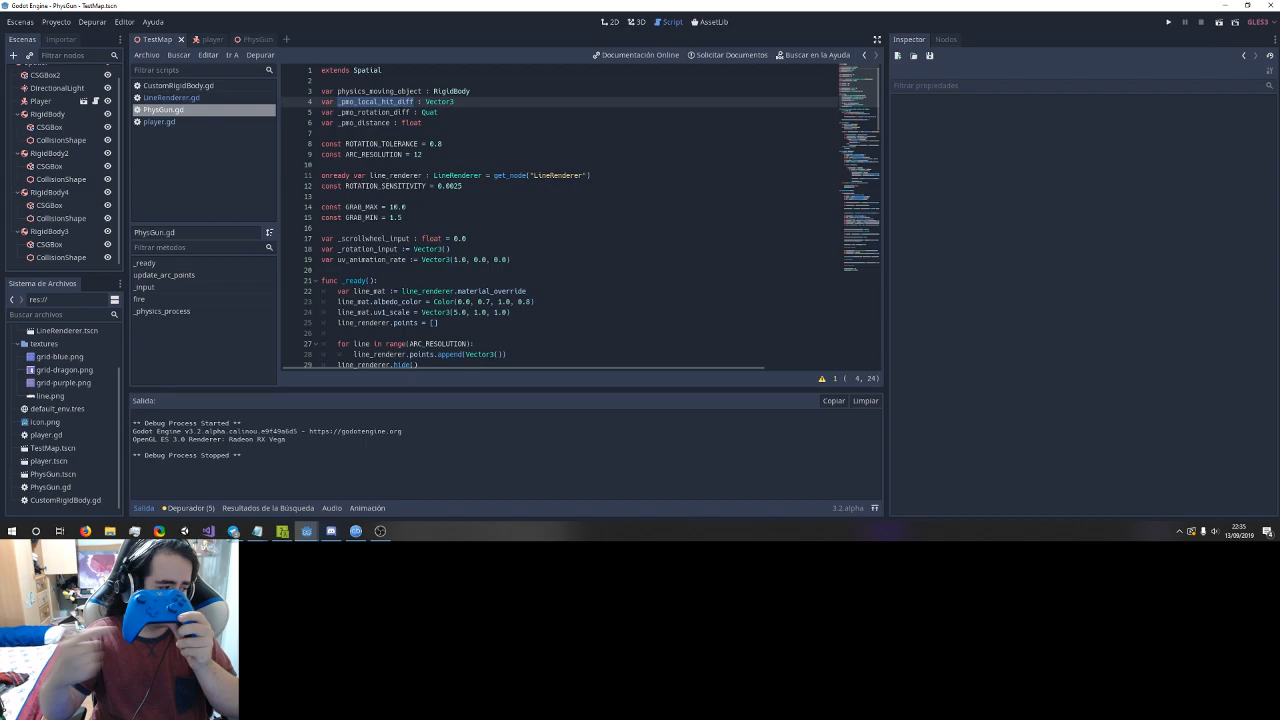 Godot Engine - PhysGun - TestMap.tscn
Escenas Proyecto Depurar Editor Ayuda
2D 3D Script AssetLib
GLES3
Escenas Importar
Filtrar nodos
CSGBox2
DirectionalLight
Player
RigidBody
CSGBox
CollisionShape
RigidBody2
CSGBox
CollisionShape
RigidBody4
CSGBox
CollisionShape
RigidBody3
CSGBox
CollisionShape
Sistema de Archivos
res://
Buscar archivos
LineRenderer.tscn
textures
grid-blue.png
grid-dragon.png
grid-purple.png
line.png
default_env.tres
icon.png
player.gd
TestMap.tscn
player.tscn
PhysGun.tscn
PhysGun.gd
CustomRigidBody.gd
TestMap player PhysGun
Archivo Buscar Editar Ir A Depurar
Documentación Online Solicitar Documentos Buscar en la Ayuda
Filtrar scripts
CustomRigidBody.gd
LineRenderer.gd
PhysGun.gd
player.gd
PhysGun.gd
Filtrar métodos
_ready
update_arc_points
_input
fire
_physics_process
1 extends Spatial
2
3 var physics_moving_object : RigidBody
4 var _pmo_local_hit_diff : Vector3
5 var _pmo_rotation_diff : Quat
6 var _pmo_distance : float
7
8 const ROTATION_TOLERANCE = 0.8
9 const ARC_RESOLUTION = 12
10
11 onready var line_renderer : LineRenderer = get_node("LineRenderer")
12 const ROTATION_SENSITIVITY = 0.0025
13
14 const GRAB_MAX = 10.0
15 const GRAB_MIN = 1.5
16
17 var _scrollwheel_input : float = 0.0
18 var _rotation_input := Vector3()
19 var uv_animation_rate := Vector3(1.0, 0.0, 0.0)
20
21 func _ready():
22 var line_mat := line_renderer.material_override
23 line_mat.albedo_color = Color(0.0, 0.7, 1.0, 0.8)
24 line_mat.uv1_scale = Vector3(5.0, 1.0, 1.0)
25 line_renderer.points = []
26
27 for line in range(ARC_RESOLUTION):
28 line_renderer.points.append(Vector3())
29 line_renderer.hide()
1 ( 4, 24)
Salida:
Copiar Limpiar
** Debug Process Started **
Godot Engine v3.2.alpha.calinou.e9f49a6d5 - https://godotengine.org
OpenGL ES 3.0 Renderer: Radeon RX Vega
** Debug Process Stopped **
Salida Depurador (5) Resultados de la Búsqueda Audio Animación
3.2.alpha
Inspector Nodos
Filtrar propiedades
22:35
13/09/2019